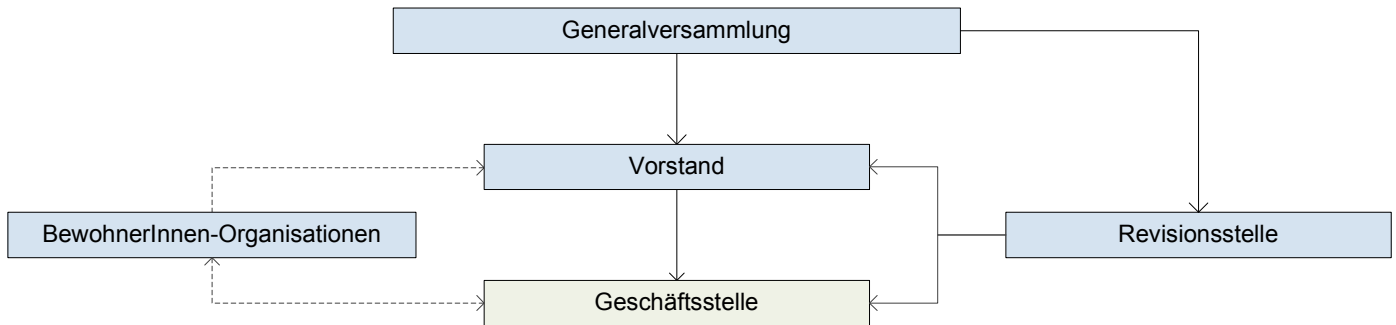 Generalversammlung
Vorstand
BewohnerInnen-Organisationen
Revisionsstelle
Geschäftsstelle